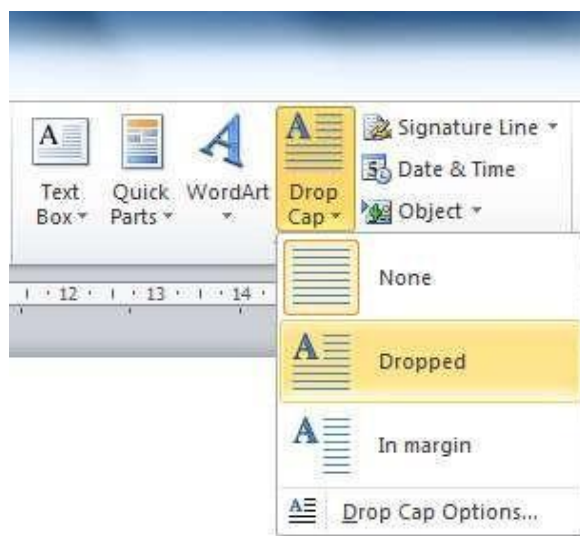 Text
Box
Quick
Parts
WordArt
Drop
Cap
Signature Line
Date & Time
Object
12 13 14
None
Dropped
In margin
Drop Cap Options...